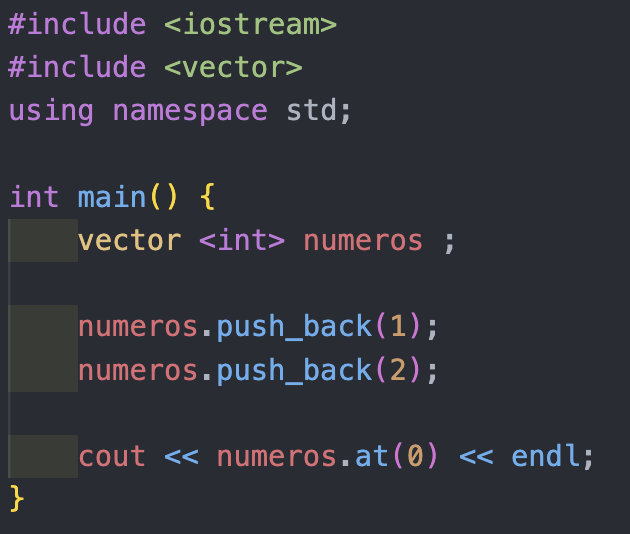 #include <iostream>
#include <vector>
using namespace std;
int main() {
    vector <int> numeros ;
    numeros.push_back(1);
    numeros.push_back(2);
    cout << numeros.at(0) << endl;
}